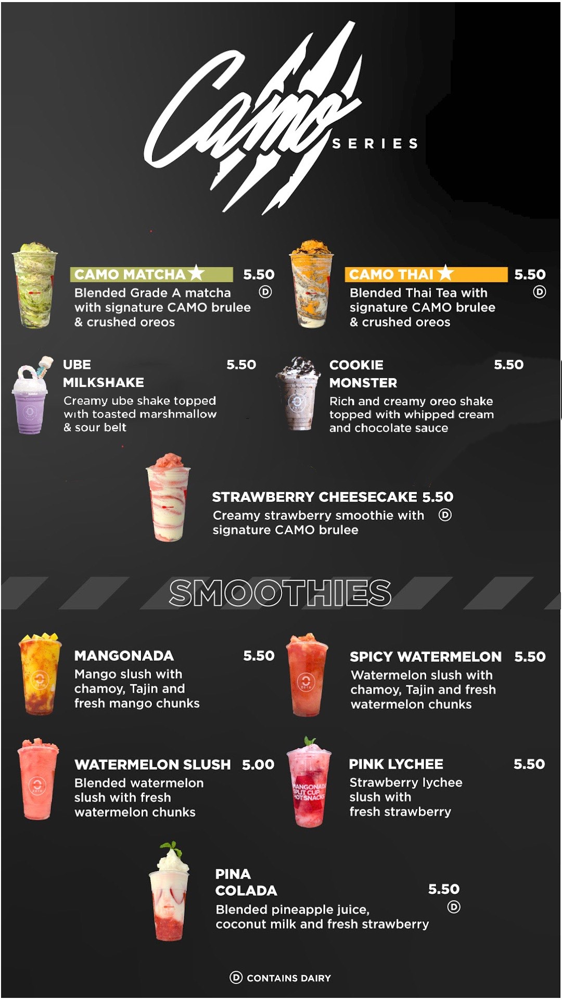 Camo
SERIES
CAMO MATCHA 5.50
Blended Grade A matcha
with signature CAMO brulee
& crushed oreos
D
CAMO THAI 5.50
Blended Thai Tea with
signature CAMO brulee
& crushed oreos
D
UBE 5.50
MILKSHAKE
Creamy ube shake topped
with toasted marshmallow
& sour belt
COOKIE 5.50
MONSTER
Rich and creamy oreo shake
topped with whipped cream
and chocolate sauce
zero
STRAWBERRY CHEESECAKE 5.50
Creamy strawberry smoothie with
signature CAMO brulee
D
SMOOTHIES
MANGONADA 5.50
Mango slush with
chamoy, Tajin and
fresh mango chunks
zero
SPICY WATERMELON 5.50
Watermelon slush with
chamoy, Tajin and fresh
watermelon chunks
zero
WATERMELON SLUSH 5.00
Blended watermelon
slush with fresh
watermelon chunks
zero
PINK LYCHEE 5.50
Strawberry lychee
slush with
fresh strawberry
MANGONADA
SPLIT CUP
HOT SNACKS
PINA
COLADA 5.50
Blended pineapple juice,
coconut milk and fresh strawberry
D
D CONTAINS DAIRY